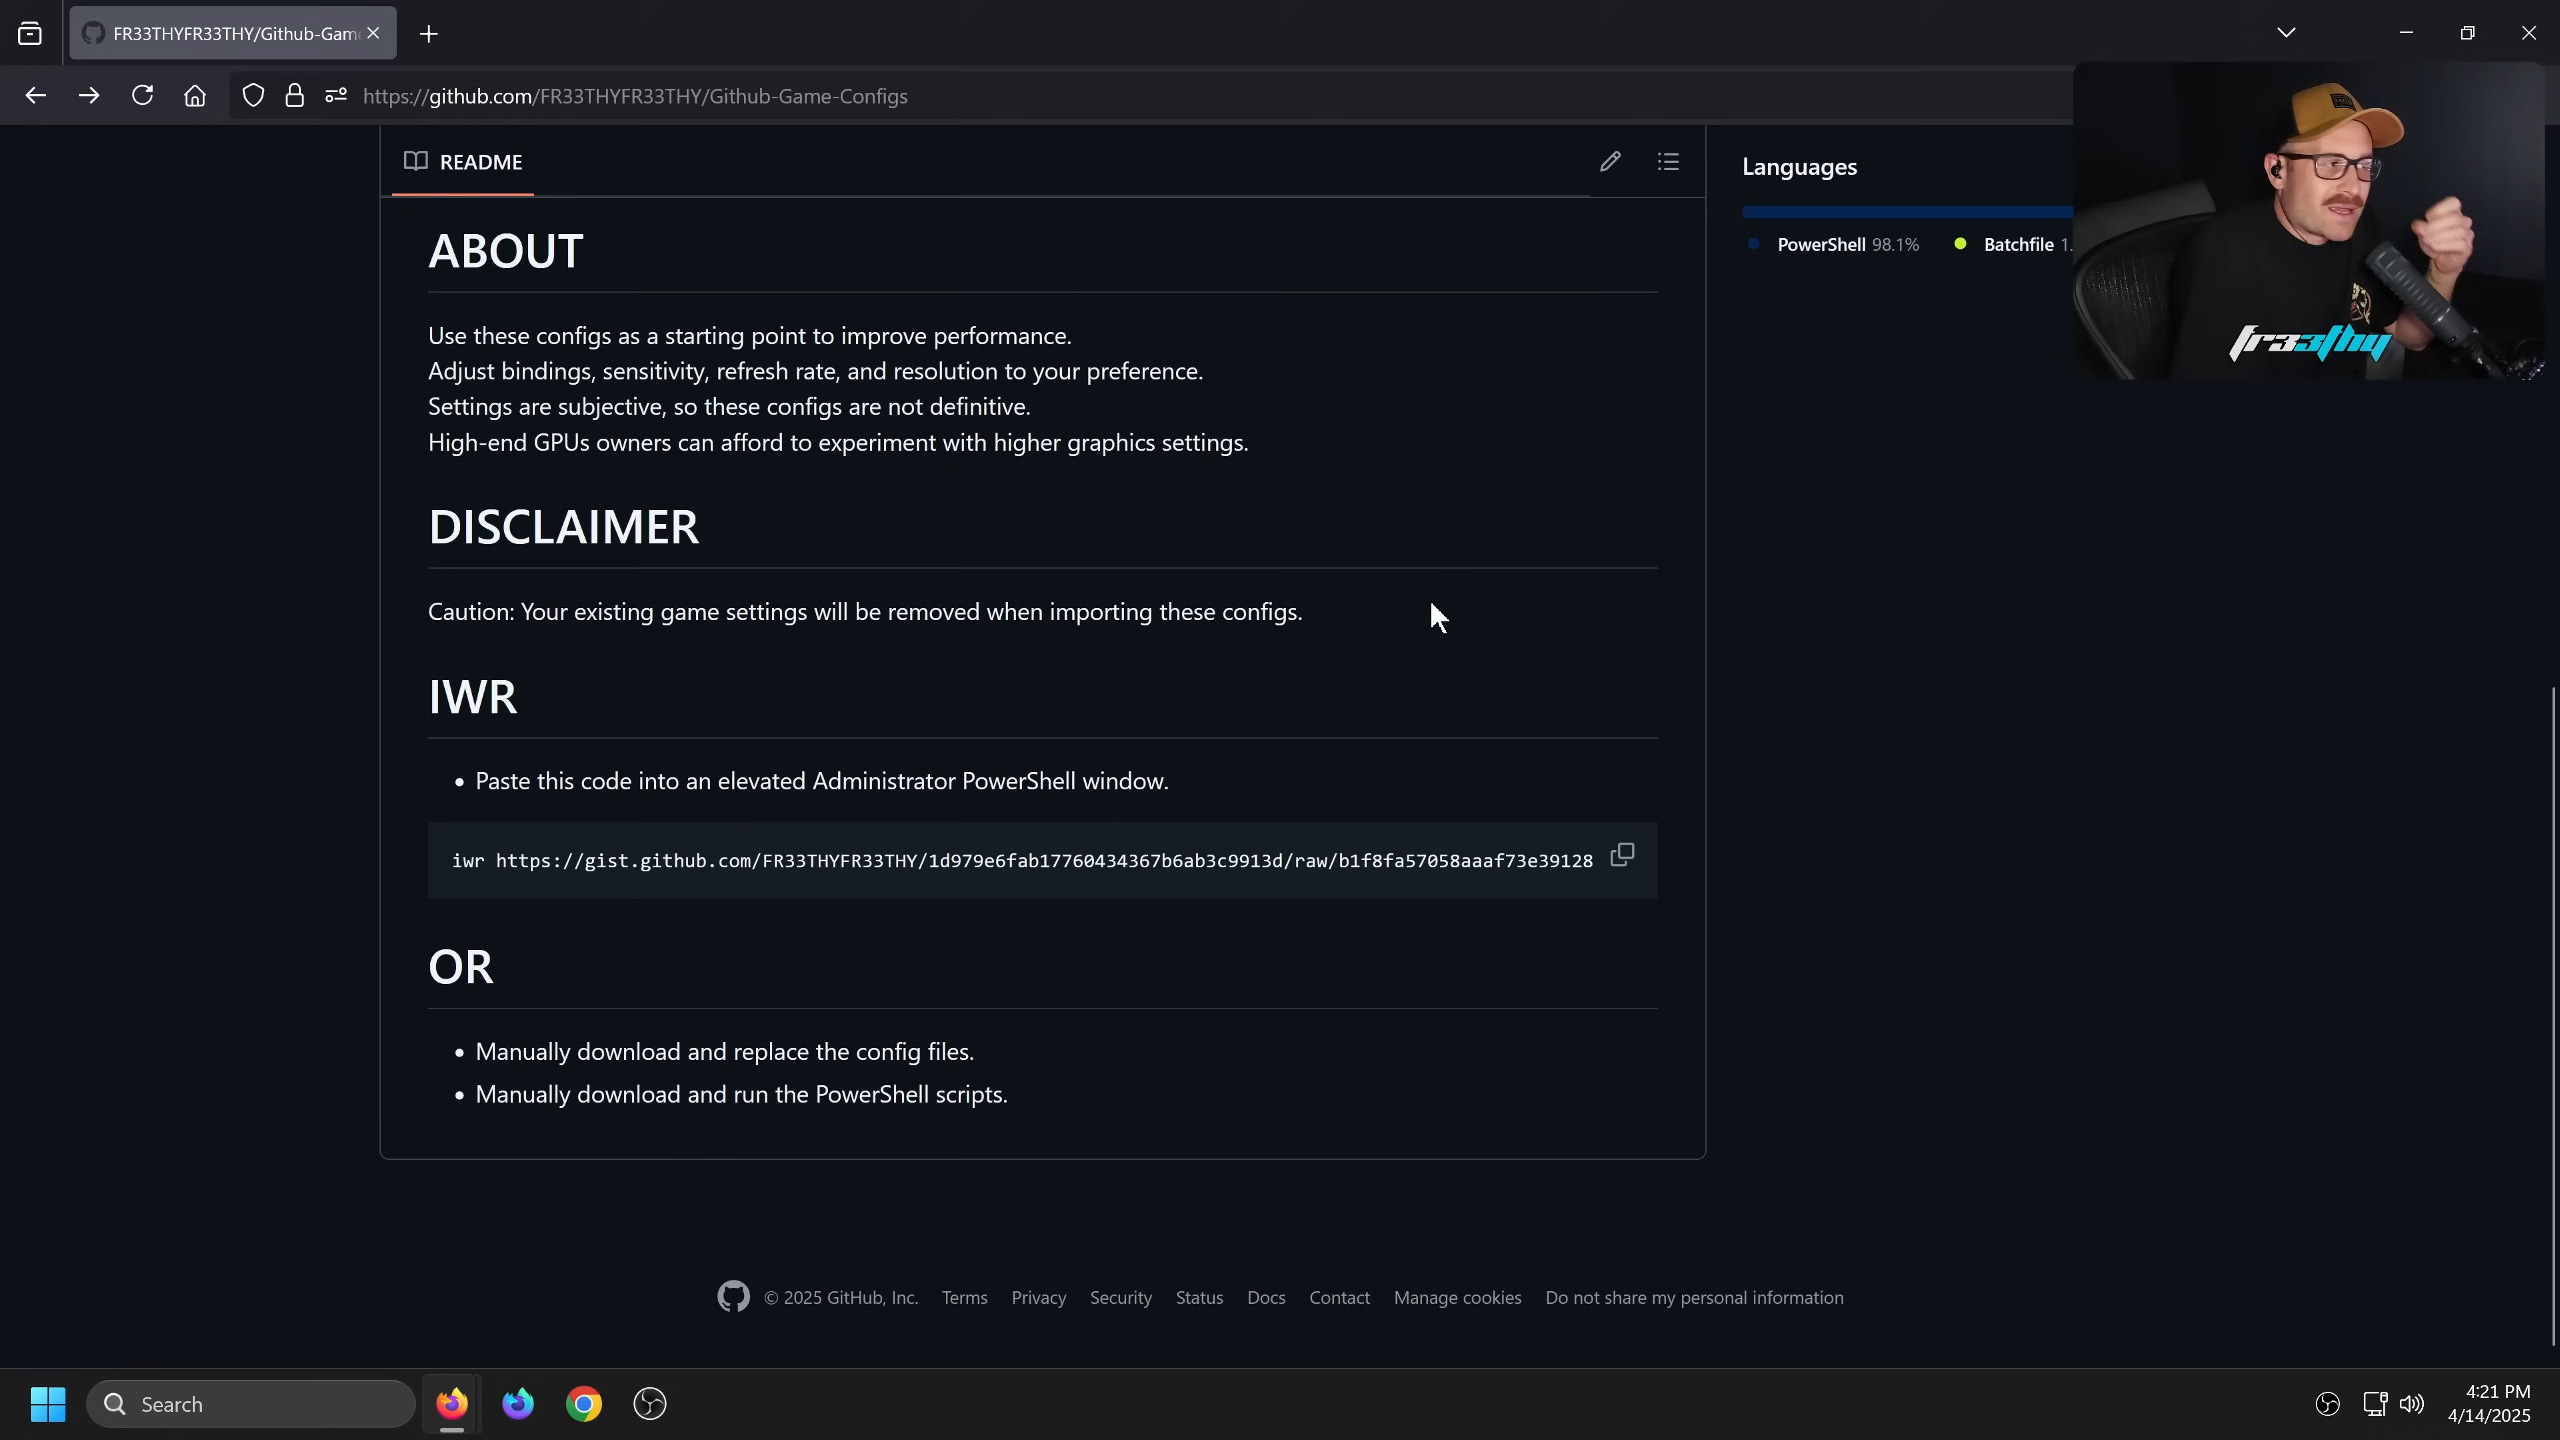 FR33THYFR33THY/Github-Game
https://github.com/FR33THYFR33THY/Github-Game-Configs
README
Languages
PowerShell 98.1% Batchfile 1.
fr33thy
ABOUT
Use these configs as a starting point to improve performance.
Adjust bindings, sensitivity, refresh rate, and resolution to your preference.
Settings are subjective, so these configs are not definitive.
High-end GPUs owners can afford to experiment with higher graphics settings.
DISCLAIMER
Caution: Your existing game settings will be removed when importing these configs.
IWR
• Paste this code into an elevated Administrator PowerShell window.
iwr https://gist.github.com/FR33THYFR33THY/1d979e6fab17760434367b6ab3c9913d/raw/b1f8fa57058aaaf73e39128
OR
• Manually download and replace the config files.
• Manually download and run the PowerShell scripts.
© 2025 GitHub, Inc. Terms Privacy Security Status Docs Contact Manage cookies Do not share my personal information
Search
4:21 PM
4/14/2025